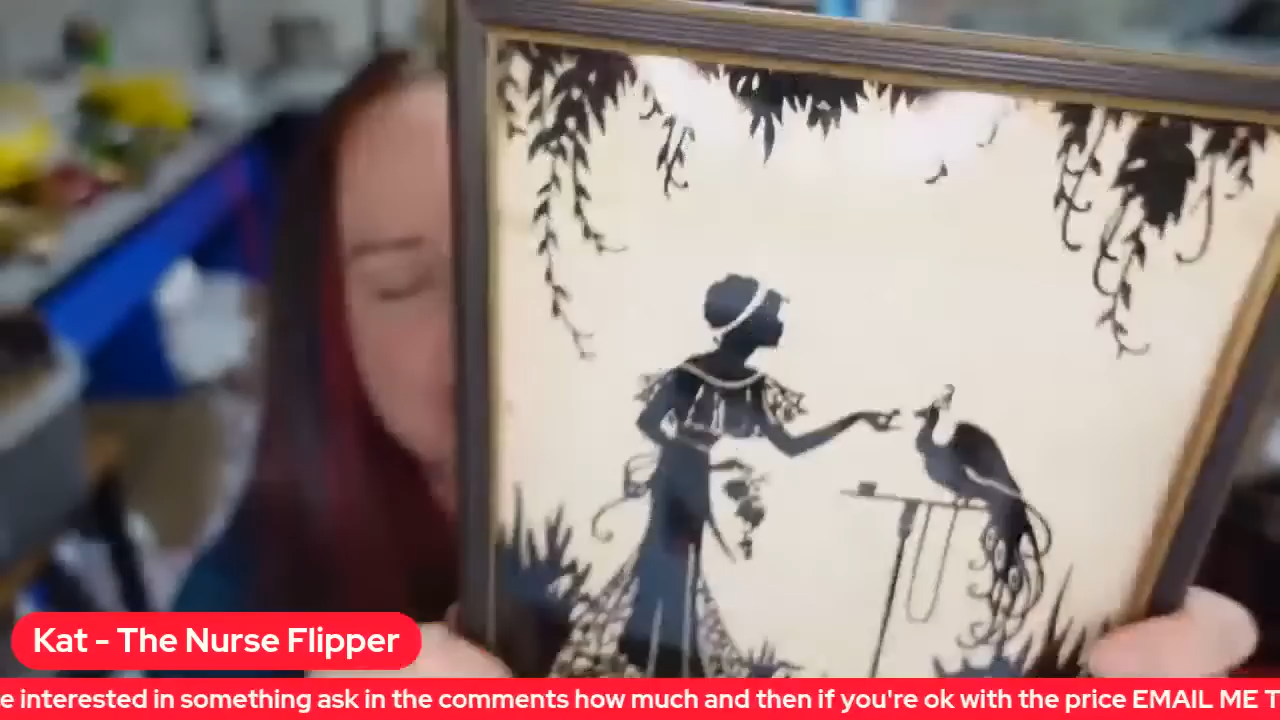 Kat - The Nurse Flipper
e interested in something ask in the comments how much and then if you're ok with the price EMAIL ME T